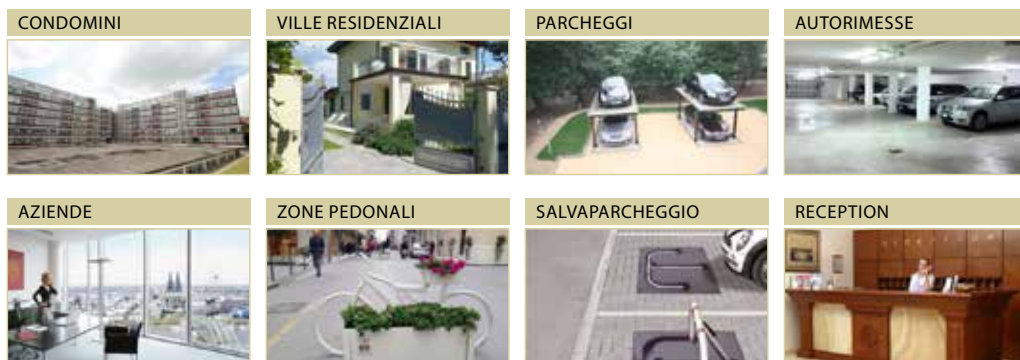 CONDOMINI
VILLE RESIDENZIALI
PARCHEGGI
AUTORIMESSE
AZIENDE
ZONE PEDONALI
SALVAPARCHEGGIO
RECEPTION